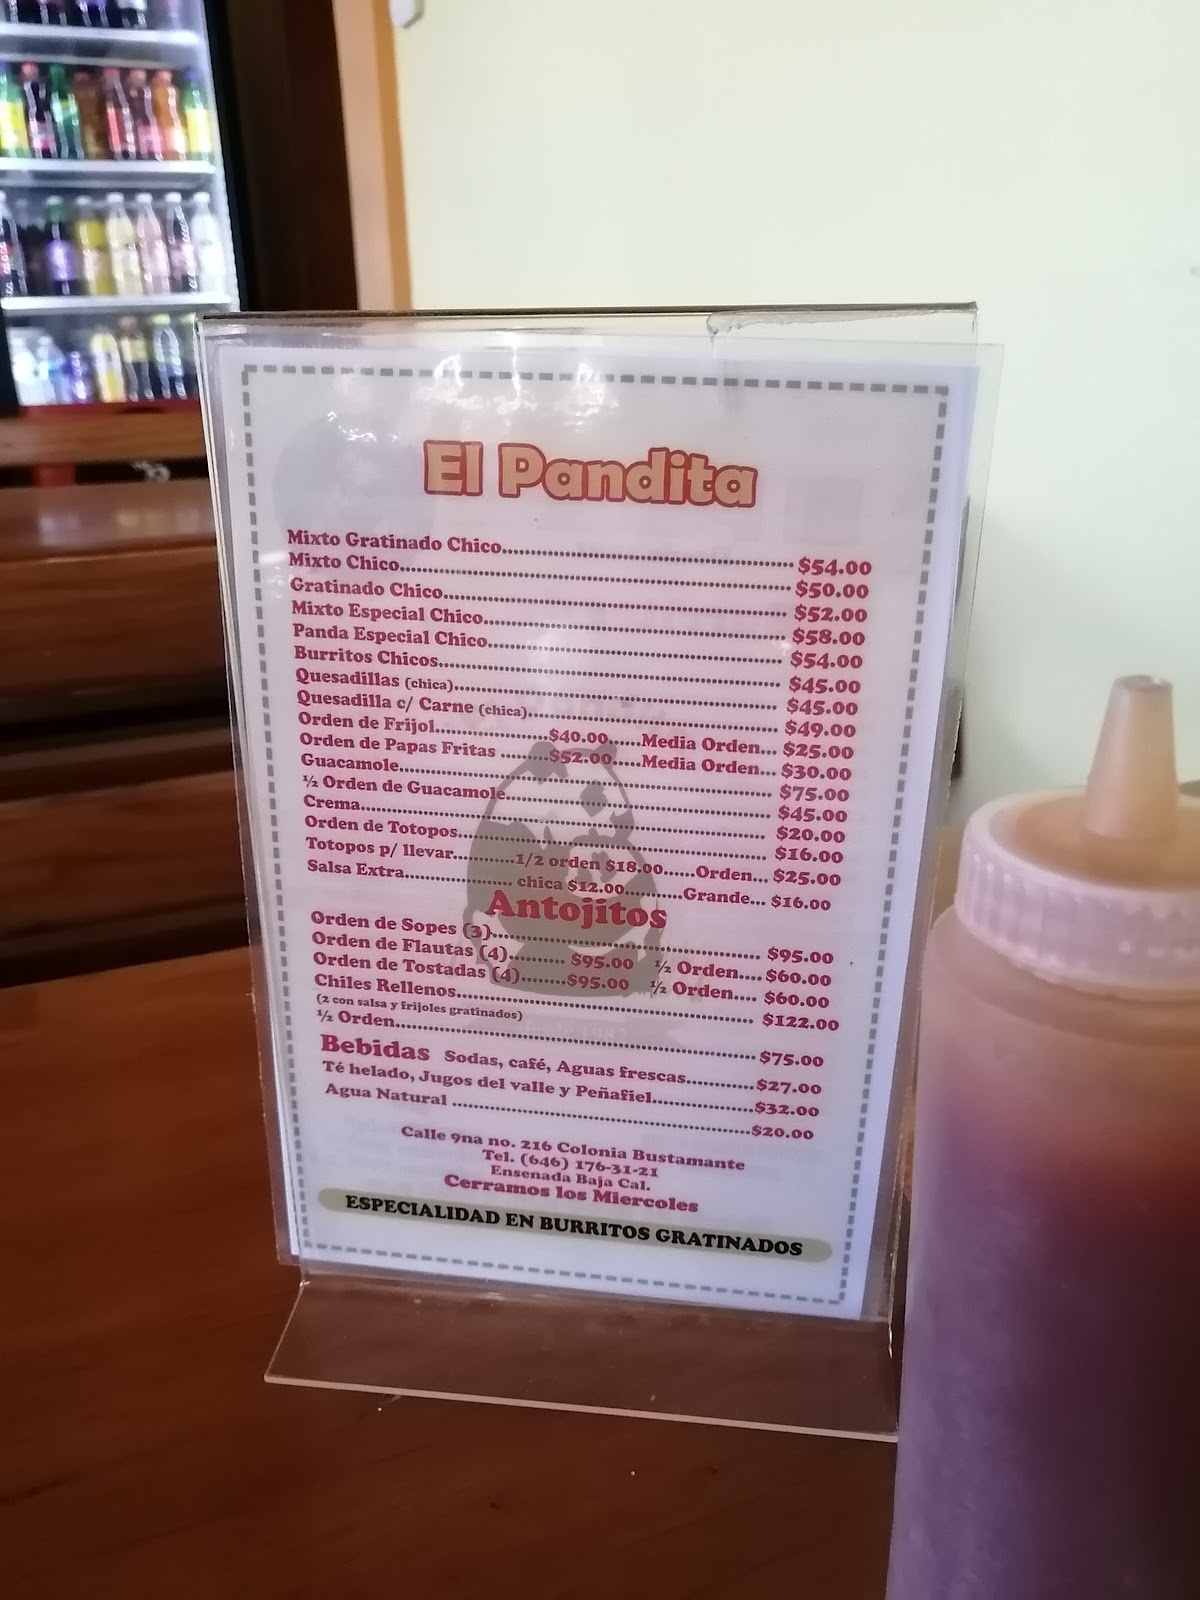 El Pandita
Mixto Gratinado Chico.......... $54.00
Mixto Chico.......... $50.00
Gratinado Chico.......... $52.00
Mixto Especial Chico.......... $58.00
Panda Especial Chico.......... $54.00
Burritos Chicos.......... $45.00
Quesadillas (chica).......... $45.00
Quesadilla c/ Carne (chica).......... $49.00
Orden de Frijol..........$40.00......Media Orden... $25.00
Orden de Papas Fritas ........$52.00.....Media Orden... $30.00
Guacamole.......... $75.00
½ Orden de Guacamole.......... $45.00
Crema.......... $20.00
Orden de Totopos.......... $16.00
Totopos p/ llevar..........1/2 orden $18.00......Orden... $25.00
Salsa Extra.......... chica $12.00..........Grande... $16.00
Antojitos
Orden de Sopes (3).......... $95.00
Orden de Flautas (4).......... $95.00 ½ Orden.... $60.00
Orden de Tostadas (4)........$95.00 ½ Orden.... $60.00
Chiles Rellenos.......... $122.00
(2 con salsa y frijoles gratinados)
½ Orden..........$75.00
Bebidas Sodas, café, Aguas frescas..........$27.00
Té helado, Jugos del valle y Peñafiel..........$32.00
Agua Natural ..........$20.00
Calle 9na no. 216 Colonia Bustamante
Tel. (646) 176-31-21
Ensenada Baja Cal.
Cerramos los Miercoles
ESPECIALIDAD EN BURRITOS GRATINADOS